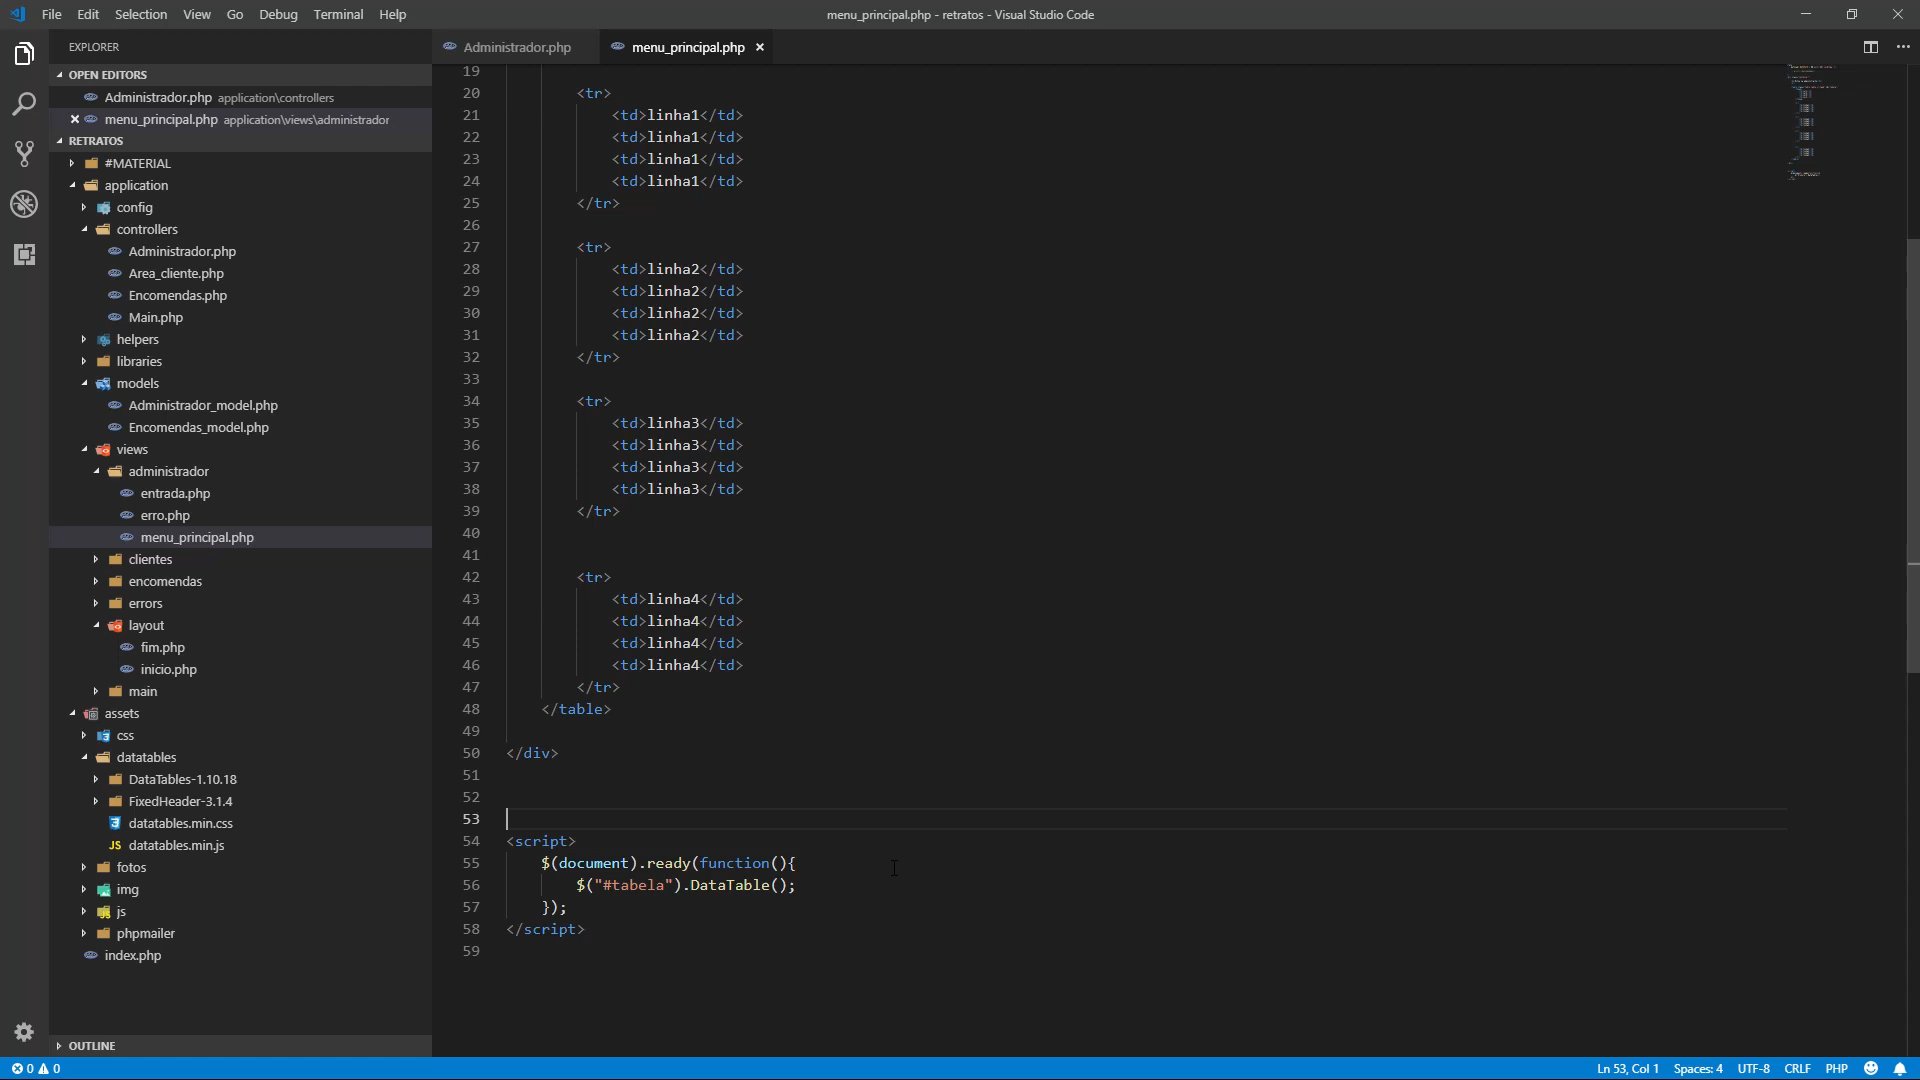 File Edit Selection View Go Debug Terminal Help
menu_principal.php - retratos - Visual Studio Code
EXPLORER
OPEN EDITORS
Administrador.php application\controllers
menu_principal.php application\views\administrador
RETRATOS
#MATERIAL
application
config
controllers
Administrador.php
Area_cliente.php
Encomendas.php
Main.php
helpers
libraries
models
Administrador_model.php
Encomendas_model.php
views
administrador
entrada.php
erro.php
menu_principal.php
clientes
encomendas
errors
layout
fim.php
inicio.php
main
assets
css
datatables
DataTables-1.10.18
FixedHeader-3.1.4
datatables.min.css
JS datatables.min.js
fotos
img
js
phpmailer
index.php
OUTLINE
Administrador.php menu_principal.php
19
20 <tr>
21 <td>linha1</td>
22 <td>linha1</td>
23 <td>linha1</td>
24 <td>linha1</td>
25 </tr>
26
27 <tr>
28 <td>linha2</td>
29 <td>linha2</td>
30 <td>linha2</td>
31 <td>linha2</td>
32 </tr>
33
34 <tr>
35 <td>linha3</td>
36 <td>linha3</td>
37 <td>linha3</td>
38 <td>linha3</td>
39 </tr>
40
41
42 <tr>
43 <td>linha4</td>
44 <td>linha4</td>
45 <td>linha4</td>
46 <td>linha4</td>
47 </tr>
48 </table>
49
50 </div>
51
52
53
54 <script>
55 $(document).ready(function(){
56 $("#tabela").DataTable();
57 });
58 </script>
59
0 0
Ln 53, Col 1 Spaces: 4 UTF-8 CRLF PHP